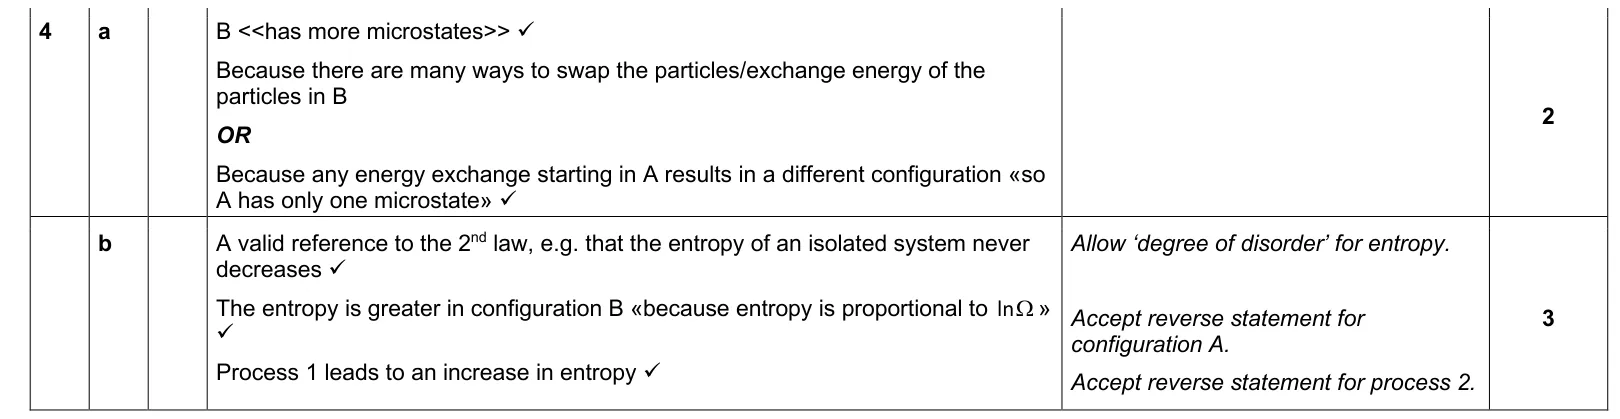 4 a B <<has more microstates>> ✓
Because there are many ways to swap the particles/exchange energy of the
particles in B
OR
2
Because any energy exchange starting in A results in a different configuration «so
A has only one microstate» ✓
b A valid reference to the 2nd law, e.g. that the entropy of an isolated system never
decreases ✓
Allow ‘degree of disorder’ for entropy.
The entropy is greater in configuration B «because entropy is proportional to lnΩ »
✓
Accept reverse statement for
configuration A.
3
Process 1 leads to an increase in entropy ✓
Accept reverse statement for process 2.